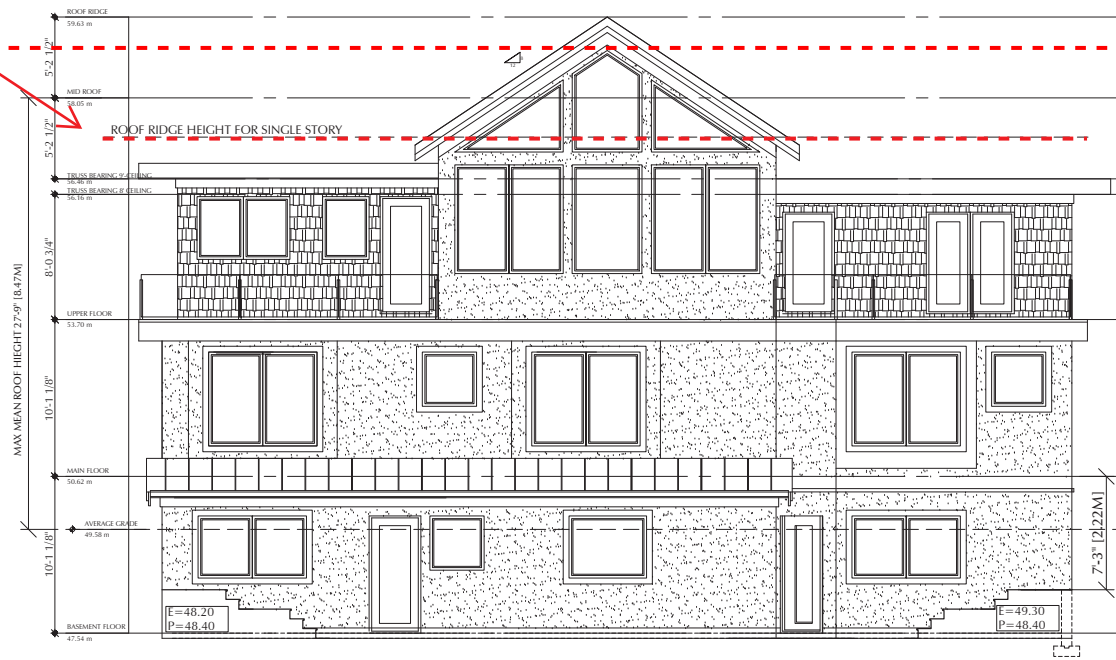 ROOF RIDGE
59.63 m
5'-2 1/2"
12
MID ROOF
58.05 m
ROOF RIDGE HEIGHT FOR SINGLE STORY
5'-2 1/2"
TRUSS BEARING 9'-CEILING
56.46 m
TRUSS BEARING 8' CEILING
56.16 m
8'-0 3/4"
MAX MEAN ROOF HIEGHT 27'-9" [8.47M]
UPPER FLOOR
53.70 m
10'-1 1/8"
MAIN FLOOR
50.62 m
AVERAGE GRADE
49.58 m
10'-1 1/8"
7'-3" [2.22M]
E=48.20
P=48.40
E=49.30
P=48.40
BASEMENT FLOOR
47.54 m